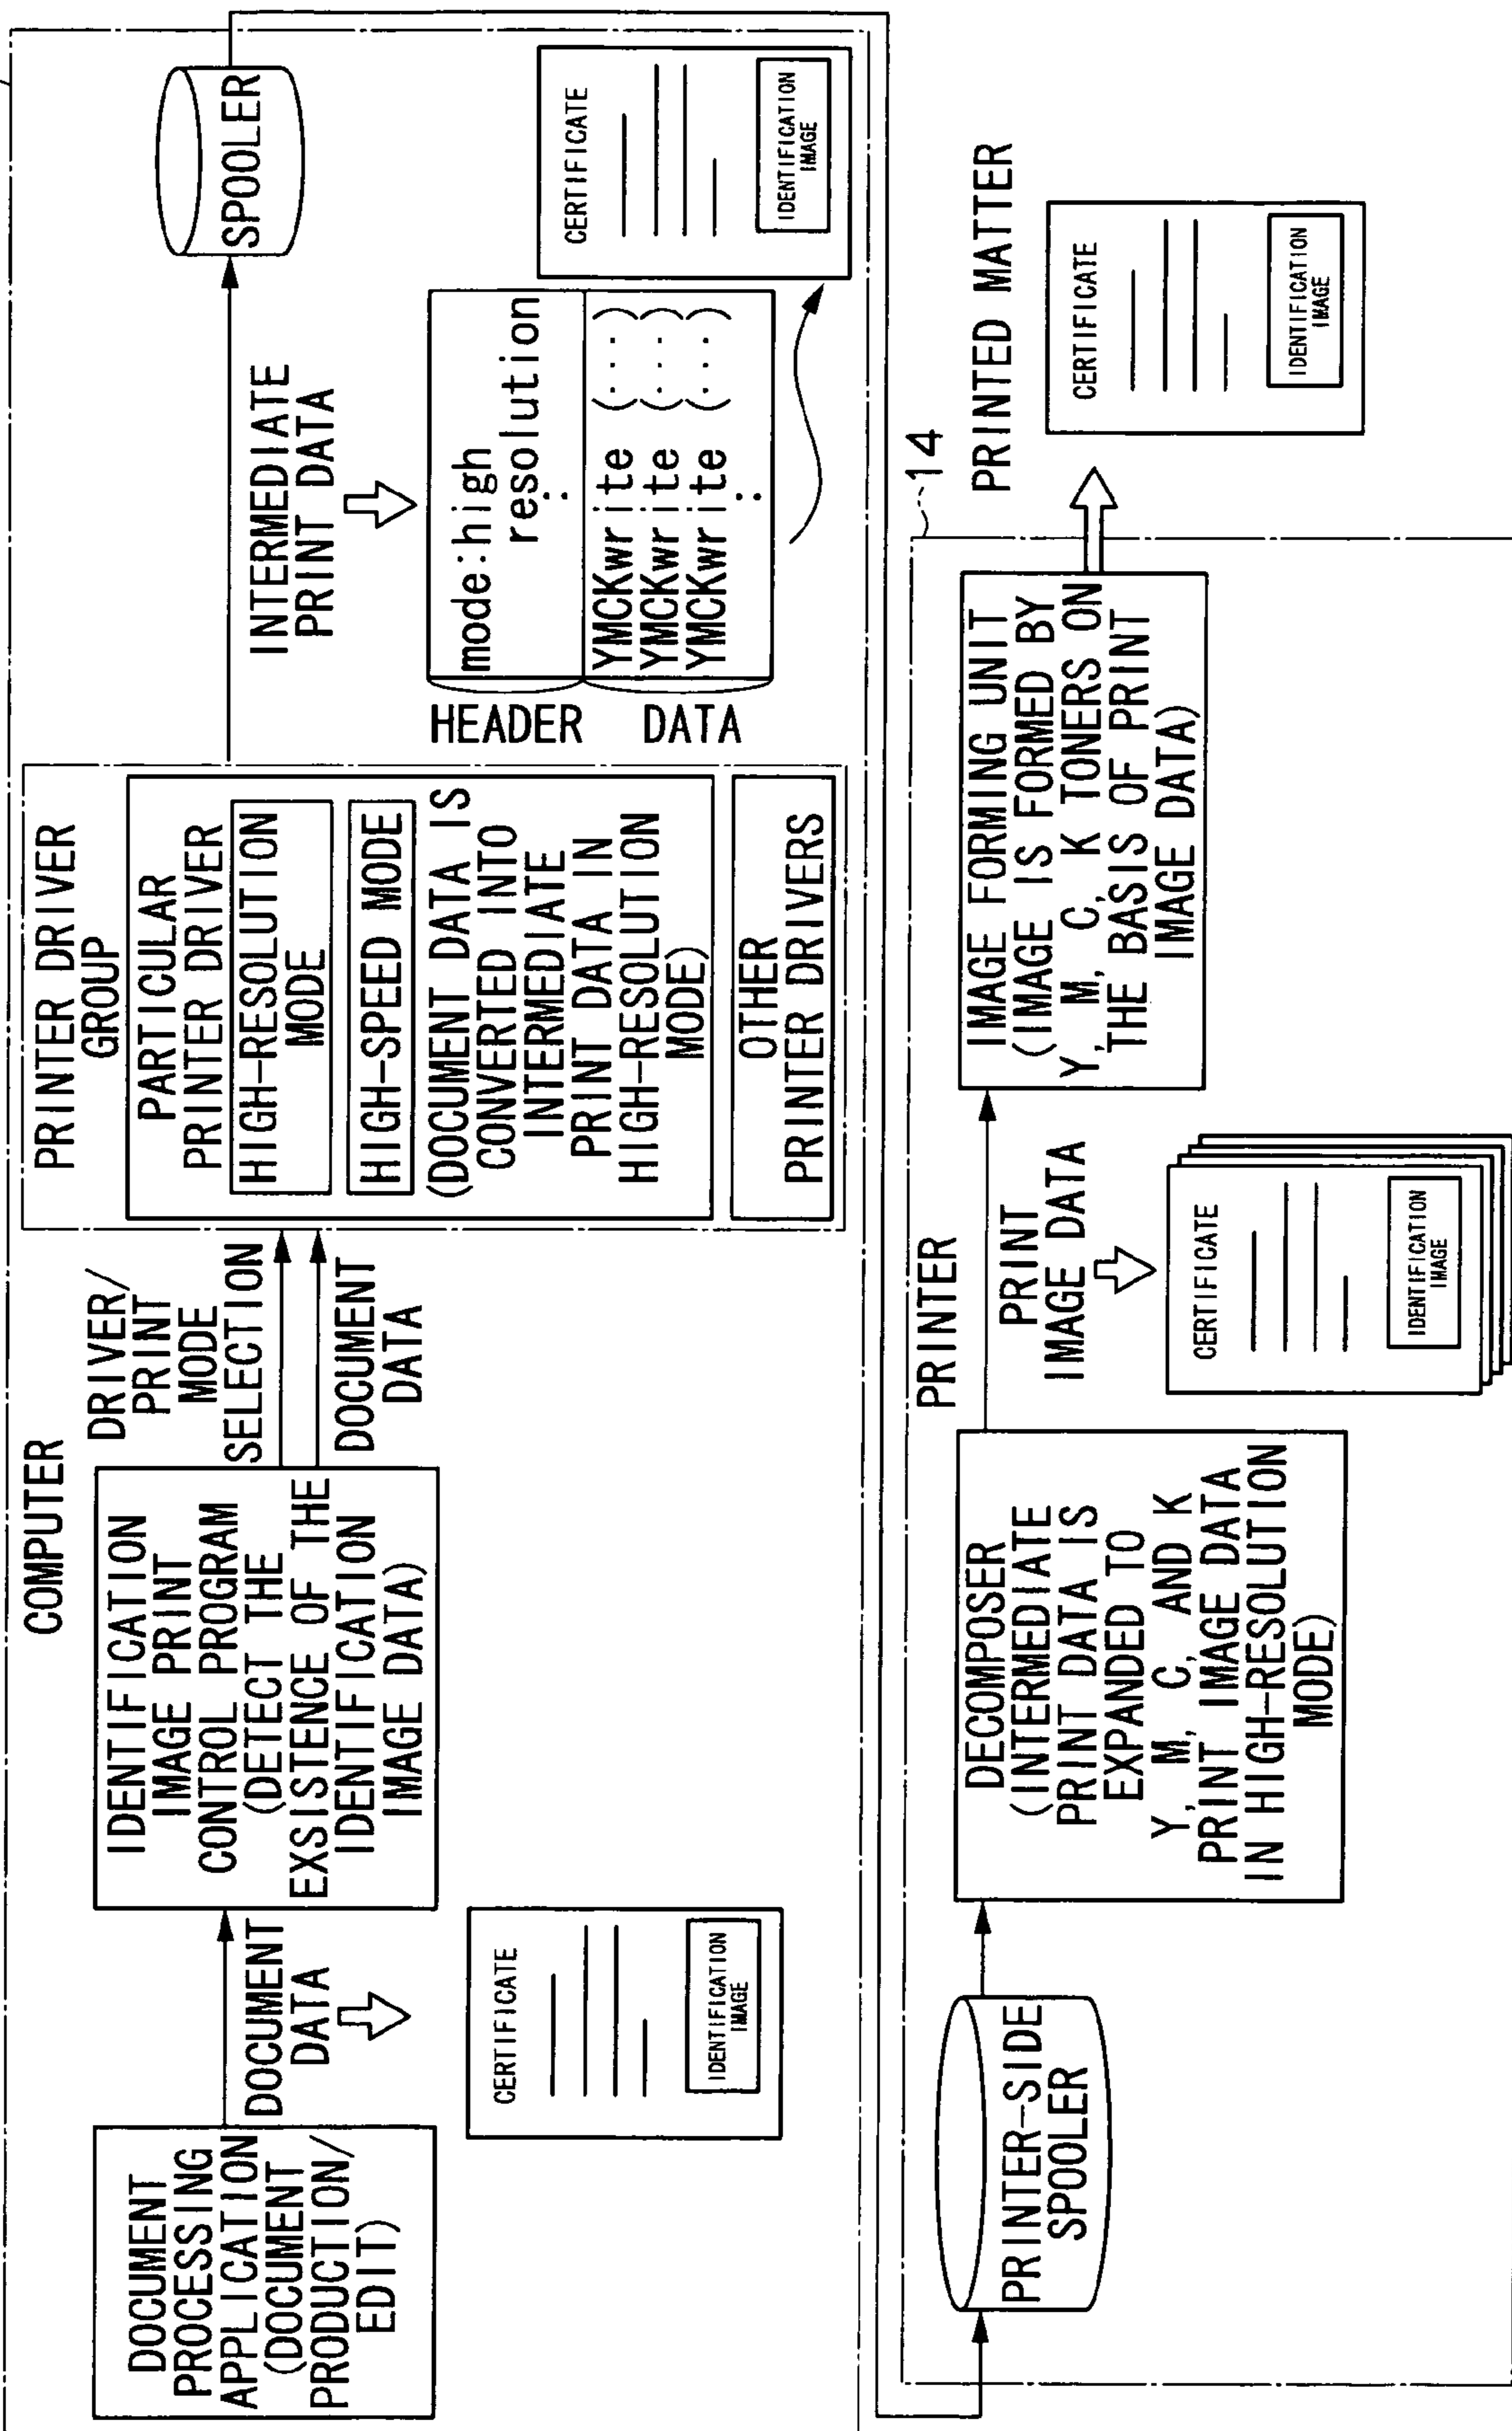 COMPUTER
DOCUMENT
PROCESSING
APPLICATION
(DOCUMENT
PRODUCTION/
EDIT)
DOCUMENT
DATA
CERTIFICATE
IDENTIFICATION
IMAGE
IDENTIFICATION
IMAGE PRINT
CONTROL PROGRAM
(DETECT THE
EXSISTENCE OF THE
IDENTIFICATION
IMAGE DATA)
DRIVER/
PRINT
MODE
SELECTION
DOCUMENT
DATA
PRINTER DRIVER
GROUP
PARTICULAR
PRINTER DRIVER
HIGH-RESOLUTION
MODE
HIGH-SPEED MODE
(DOCUMENT DATA IS
CONVERTED INTO
INTERMEDIATE
PRINT DATA IN
HIGH-RESOLUTION
MODE)
OTHER
PRINTER DRIVERS
INTERMEDIATE
PRINT DATA
HEADER
mode:high
resolution
:
DATA
YMCKwrite (...)
YMCKwrite (...)
YMCKwrite (...)
:
SPOOLER
CERTIFICATE
IDENTIFICATION
IMAGE
PRINTER
14
PRINTER-SIDE
SPOOLER
DECOMPOSER
(INTERMEDIATE
PRINT DATA IS
EXPANDED TO
Y, M, C, AND K
PRINT IMAGE DATA
IN HIGH-RESOLUTION
MODE)
PRINT
IMAGE DATA
CERTIFICATE
IDENTIFICATION
IMAGE
IMAGE FORMING UNIT
(IMAGE IS FORMED BY
Y, M, C, K TONERS ON
THE BASIS OF PRINT
IMAGE DATA)
PRINTED MATTER
CERTIFICATE
IDENTIFICATION
IMAGE